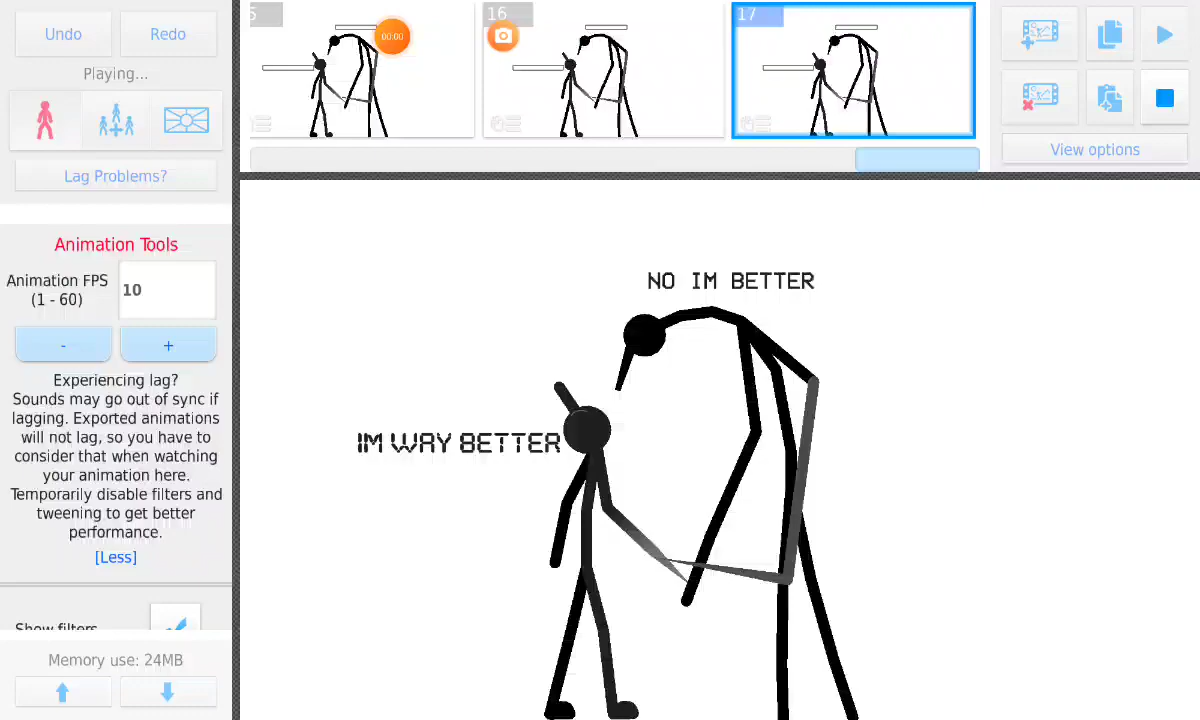 Undo
Redo
Playing...
Lag Problems?
Animation Tools
Animation FPS
(1 - 60)
10
-
+
Experiencing lag?
Sounds may go out of sync if
lagging. Exported animations
will not lag, so you have to
consider that when watching
your animation here.
Temporarily disable filters and
tweening to get better
performance.
[Less]
Show filters
Memory use: 24MB
5
00:00
16
17
View options
NO IM BETTER
IM WAY BETTER